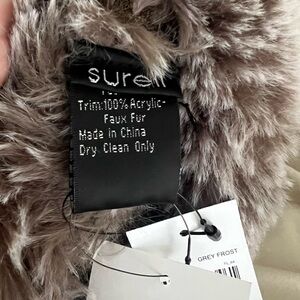 surell
Trim:100% Acrylic-
Faux Fur
Made in China
Dry Clean Only
GREY FROST